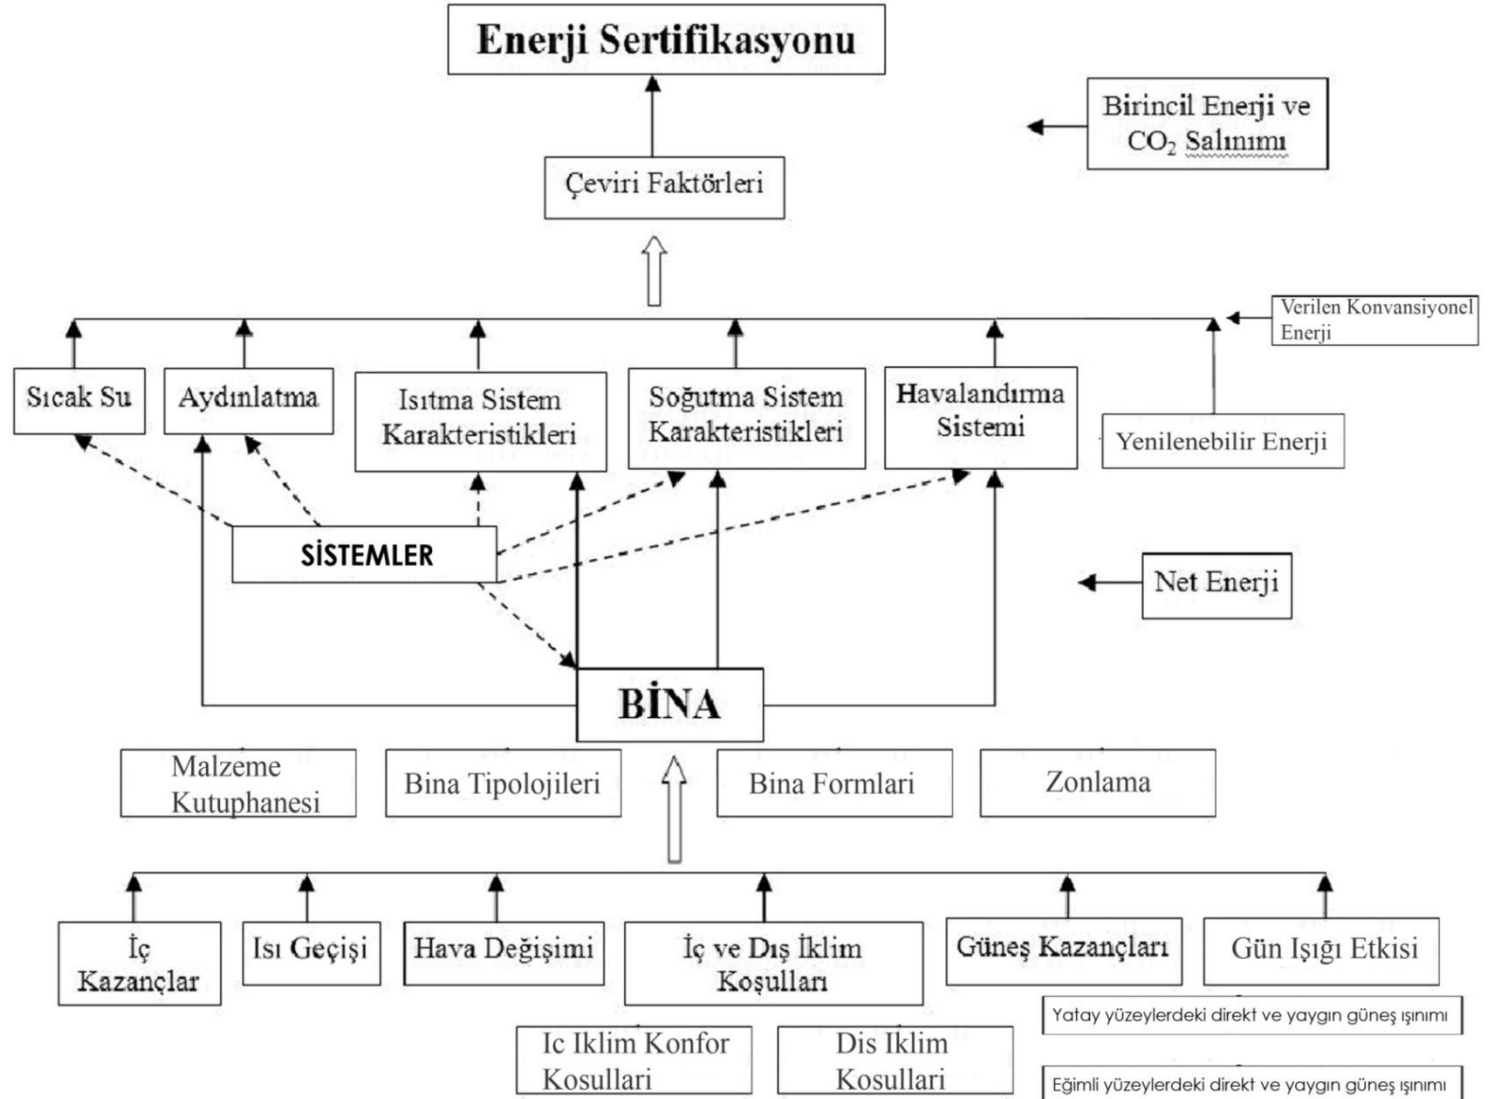 Enerji Sertifikasyonu
Birincil Enerji ve
CO₂ Salınımı
Çeviri Faktörleri
Verilen Konvansiyonel
Enerji
Sıcak Su
Aydınlatma
Isıtma Sistem
Karakteristikleri
Soğutma Sistem
Karakteristikleri
Havalandırma
Sistemi
Yenilenebilir Enerji
SİSTEMLER
Net Enerji
BİNA
Malzeme
Kutuphanesi
Bina Tipolojileri
Bina Formlari
Zonlama
İç
Kazançlar
Isı Geçişi
Hava Değişimi
İç ve Dış İklim
Koşulları
Güneş Kazançları
Gün Işığı Etkisi
Yatay yüzeylerdeki direkt ve yaygın güneş ışınımı
Ic Iklim Konfor
Kosullari
Dis Iklim
Kosullari
Eğimli yüzeylerdeki direkt ve yaygın güneş ışınımı